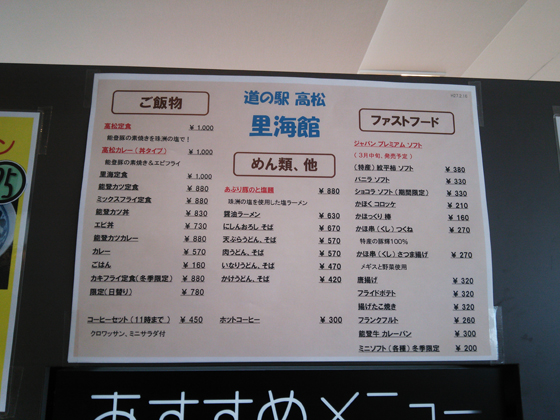 道の駅 高松
里海館
ご飯物
高松定食 ¥ 1,000
能登豚の素焼きを珠洲の塩で!
高松カレー(丼タイプ) ¥ 1,000
能登豚の素焼き&エビフライ
里海定食 ¥ 1,000
能登カツ定食 ¥ 880
ミックスフライ定食 ¥ 880
能登カツ丼 ¥ 830
エビ丼 ¥ 730
能登カツカレー ¥ 880
カレー ¥ 570
ごはん ¥ 160
カキフライ定食(冬季限定) ¥ 880
限定(日替り) ¥ 780
コーヒーセット(11時まで) ¥ 450
クロワッサン、ミニサラダ付
めん類、他
あぶり豚のと塩麺 ¥ 880
珠洲の塩を使用した塩ラーメン
醤油ラーメン ¥ 630
にしんおろし そば ¥ 670
天ぷらうどん、そば ¥ 570
肉うどん、そば ¥ 570
いなりうどん、そば ¥ 470
かけうどん、そば ¥ 420
ホットコーヒー ¥ 300
ファストフード
ジャパン プレミアム ソフト
(3月中旬、発売予定)
(特産)紋平柿 ソフト ¥ 380
バニラ ソフト ¥ 330
ショコラ ソフト(期間限定) ¥ 330
かほく コロッケ ¥ 210
かほっくり 棒 ¥ 160
かほ串(くし)つくね ¥ 270
特産の豚輝100%
かほ串(くし)さつま揚げ ¥ 270
メギスと野菜使用
唐揚げ ¥ 320
フライドポテト ¥ 320
揚げたこ焼き ¥ 320
フランクフルト ¥ 260
能登牛 カレーパン ¥ 300
ミニソフト(各種)冬季限定 ¥ 200
おすすめメニュー